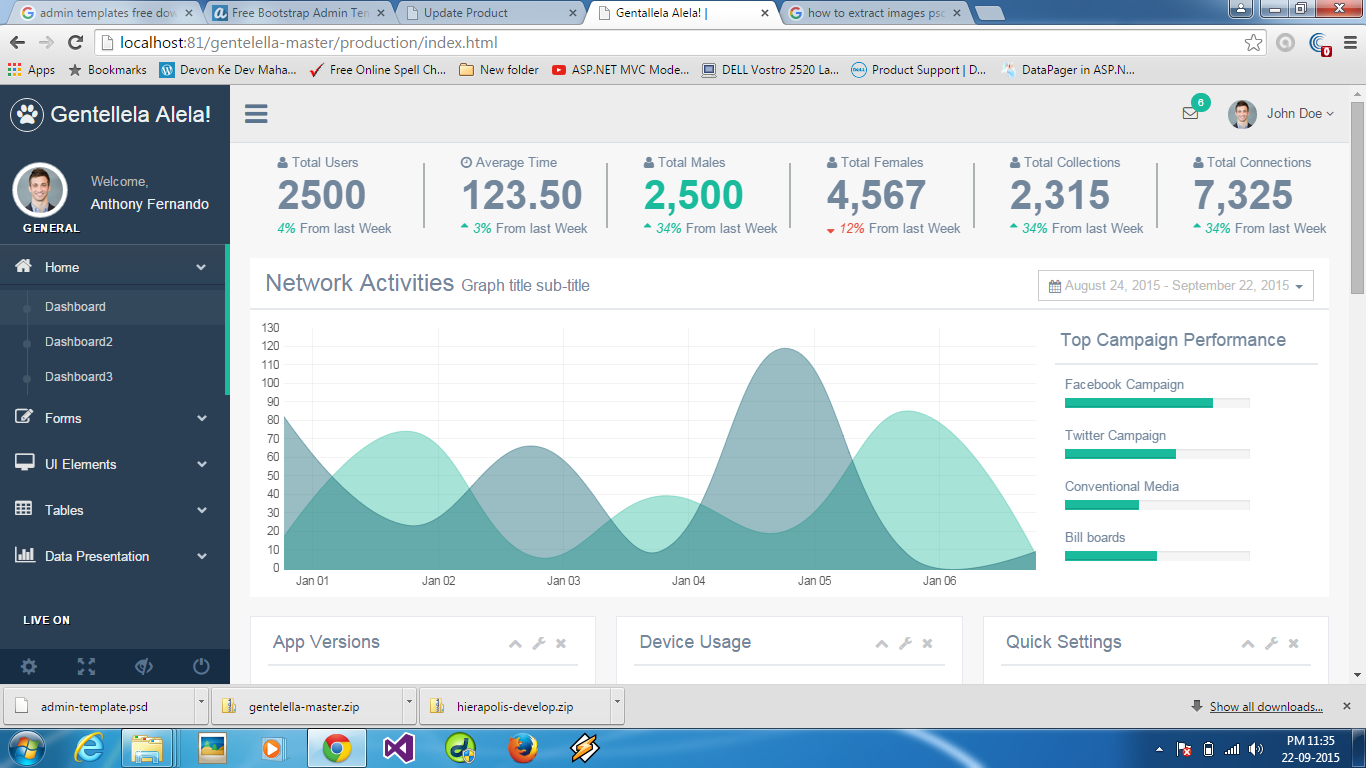 admin templates free dow
Free Bootstrap Admin Ten
Update Product
Gentallela Alela! |
how to extract images psd
localhost:81/gentelella-master/production/index.html
Apps
Bookmarks
Devon Ke Dev Maha...
Free Online Spell Ch...
New folder
ASP.NET MVC Mode...
DELL Vostro 2520 La...
Product Support | D...
DataPager in ASP.N...
0
Gentellela Alela!
Welcome,
Anthony Fernando
GENERAL
Home
Dashboard
Dashboard2
Dashboard3
Forms
UI Elements
Tables
Data Presentation
LIVE ON
6
John Doe
Total Users
2500
4% From last Week
Average Time
123.50
3% From last Week
Total Males
2,500
34% From last Week
Total Females
4,567
12% From last Week
Total Collections
2,315
34% From last Week
Total Connections
7,325
34% From last Week
Network Activities Graph title sub-title
August 24, 2015 - September 22, 2015
130
120
110
100
90
80
70
60
50
40
30
20
10
0
Jan 01
Jan 02
Jan 03
Jan 04
Jan 05
Jan 06
Top Campaign Performance
Facebook Campaign
Twitter Campaign
Conventional Media
Bill boards
App Versions
Device Usage
Quick Settings
admin-template.psd
gentelella-master.zip
hierapolis-develop.zip
Show all downloads...
PM 11:35
22-09-2015